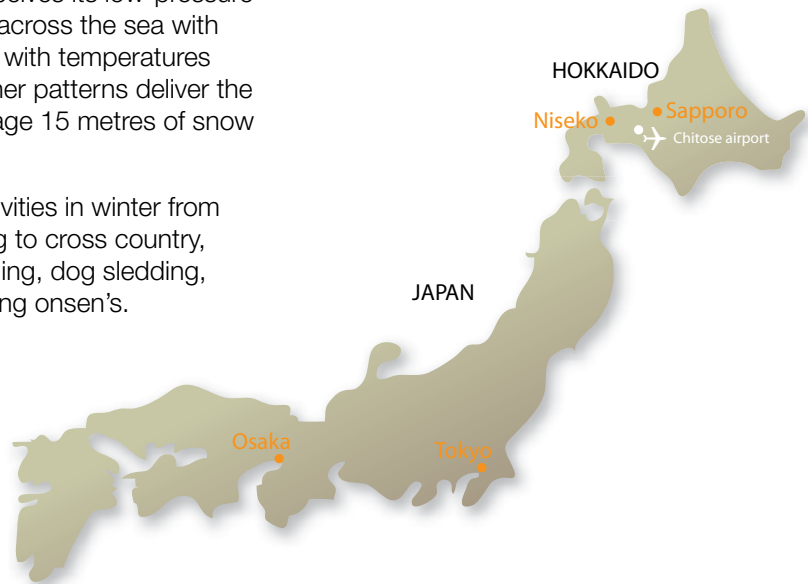 across the sea with
with temperatures
her patterns deliver the
age 15 metres of snow
vities in winter from
g to cross country,
ing, dog sledding,
ng onsen's.
HOKKAIDO
Niseko
Sapporo
Chitose airport
JAPAN
Osaka
Tokyo